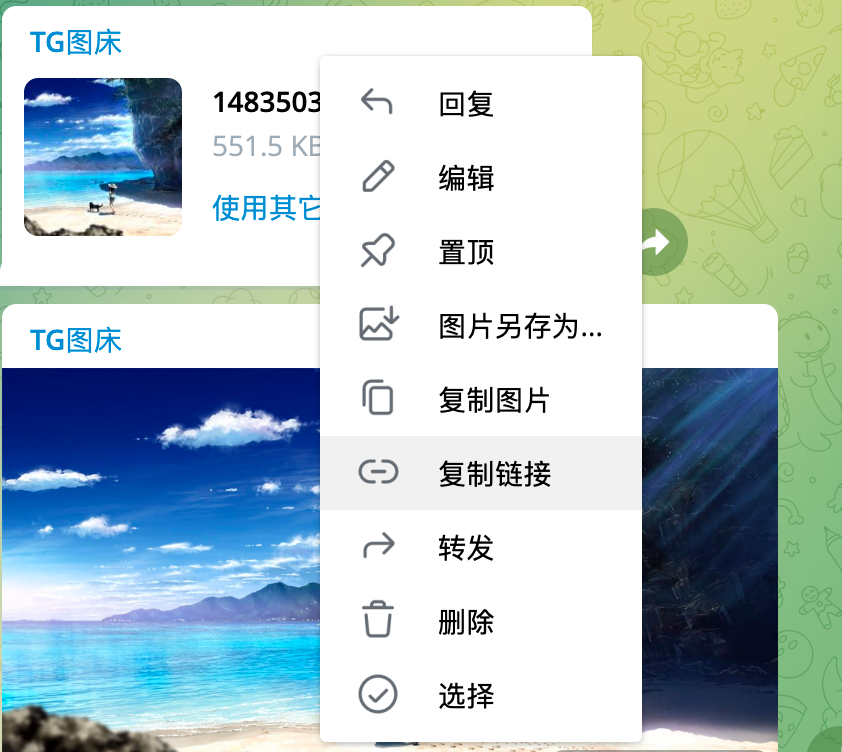 TG图床
1483503
551.5 KB
使用其它
TG图床
回复
编辑
置顶
图片另存为...
复制图片
复制链接
转发
删除
选择